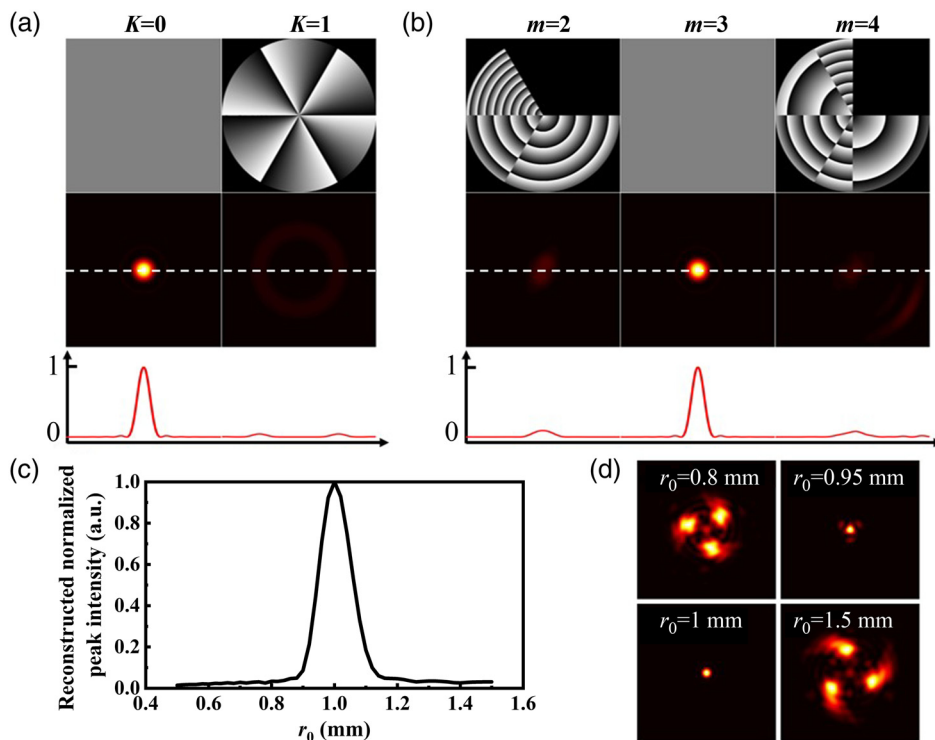 (a) K=0 K=1
(b) m=2 m=3 m=4
1
0
1
0
(c)
Reconstructed normalized
peak intensity (a.u.)
1.0
0.8
0.6
0.4
0.2
0.0
0.4 0.6 0.8 1.0 1.2 1.4 1.6
r₀ (mm)
(d)
r₀=0.8 mm
r₀=0.95 mm
r₀=1 mm
r₀=1.5 mm